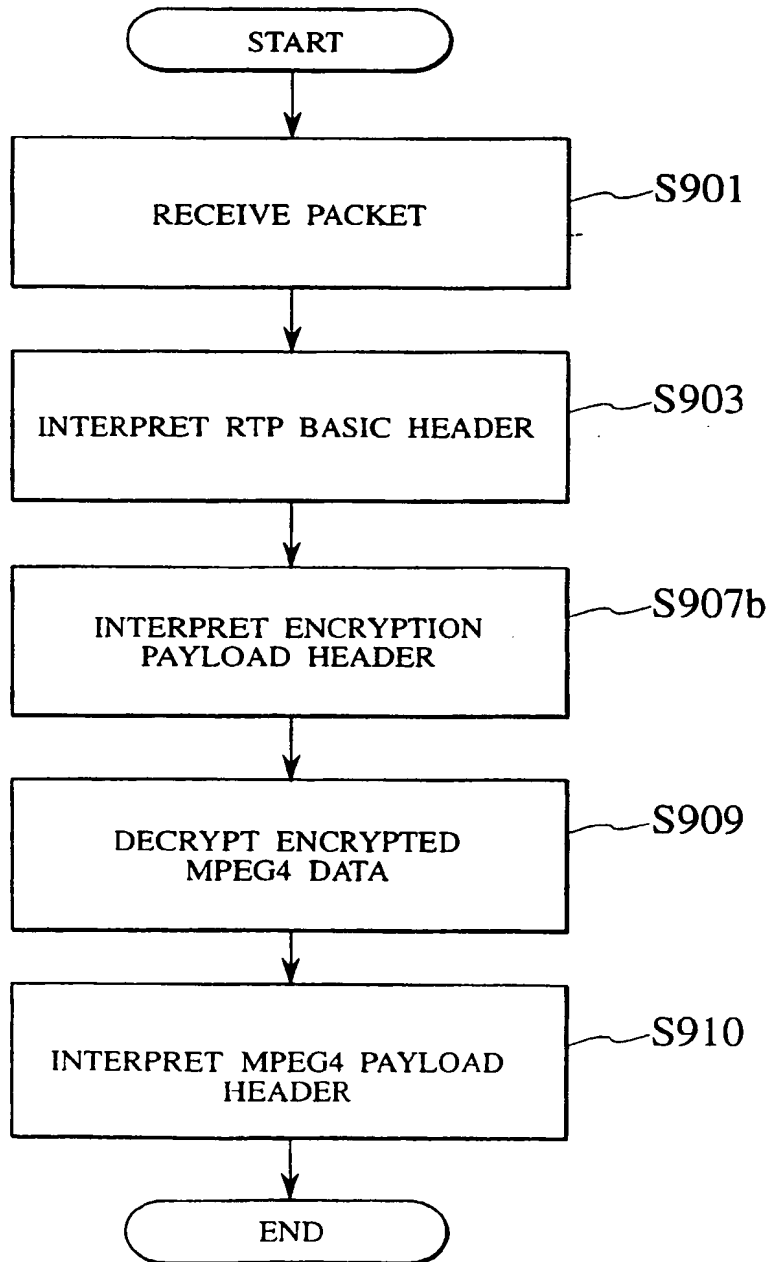 START
RECEIVE PACKET
S901
INTERPRET RTP BASIC HEADER
S903
INTERPRET ENCRYPTION
PAYLOAD HEADER
S907b
DECRYPT ENCRYPTED
MPEG4 DATA
S909
INTERPRET MPEG4 PAYLOAD
HEADER
S910
END